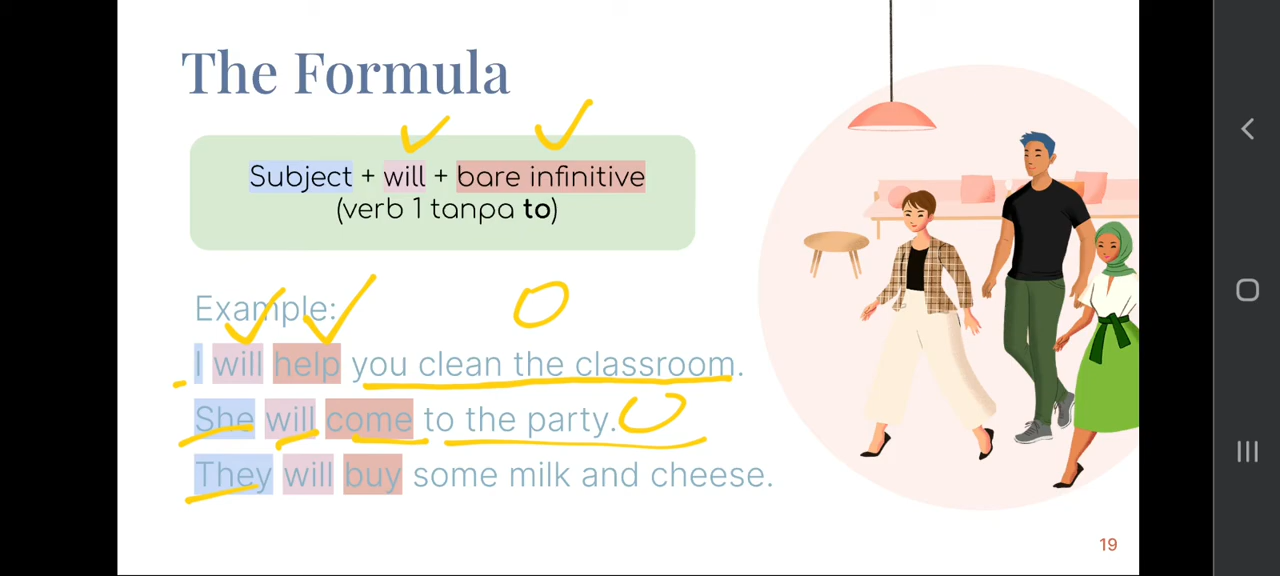 The Formula
Subject + will + bare infinitive
(verb 1 tanpa to)
Example:
I will help you clean the classroom.
She will come to the party.
They will buy some milk and cheese.
19